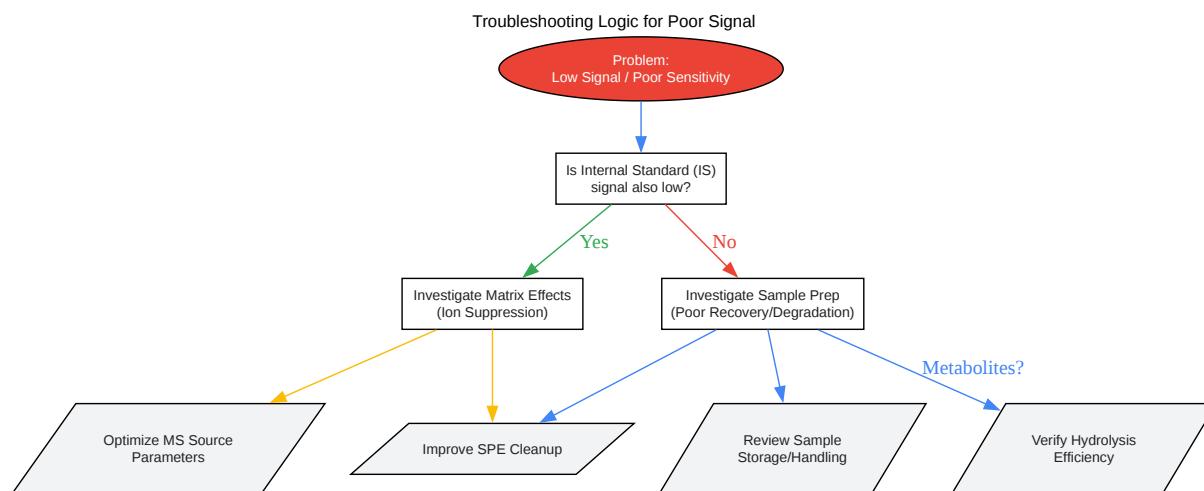 Troubleshooting Logic for Poor Signal
Problem:
Low Signal / Poor Sensitivity
Is Internal Standard (IS)
signal also low?
Yes
No
Investigate Matrix Effects
(Ion Suppression)
Investigate Sample Prep
(Poor Recovery/Degradation)
Metabolites?
Optimize MS Source
Parameters
Improve SPE Cleanup
Review Sample
Storage/Handling
Verify Hydrolysis
Efficiency